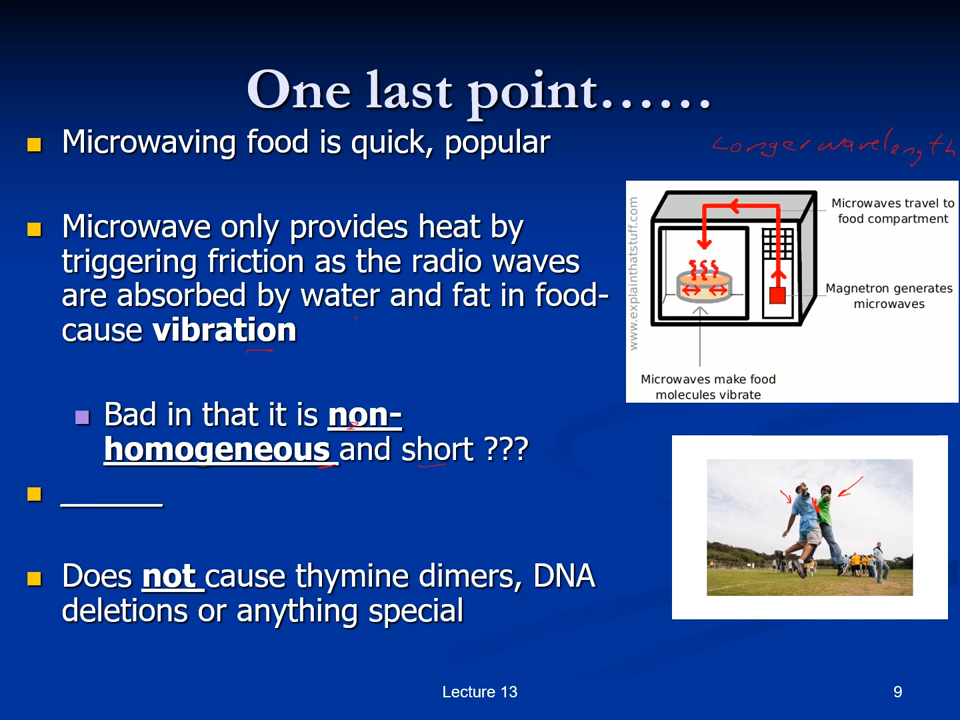 One last point……
Microwaving food is quick, popular
Longer wavelength
Microwave only provides heat by
triggering friction as the radio waves
are absorbed by water and fat in food-
cause vibration
Bad in that it is non-
homogeneous and short ???
______
Does not cause thymine dimers, DNA
deletions or anything special
www.explainthatstuff.com
Microwaves travel to
food compartment
Magnetron generates
microwaves
Microwaves make food
molecules vibrate
Lecture 13
9